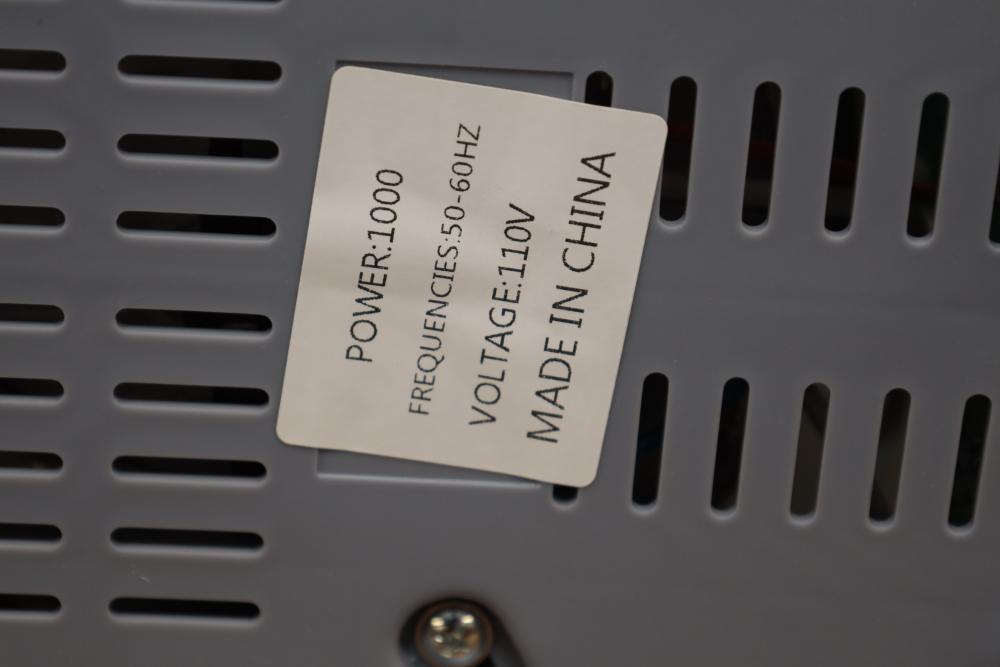 POWER:1000
FREQUENCIES:50-60HZ
VOLTAGE:110V
MADE IN CHINA